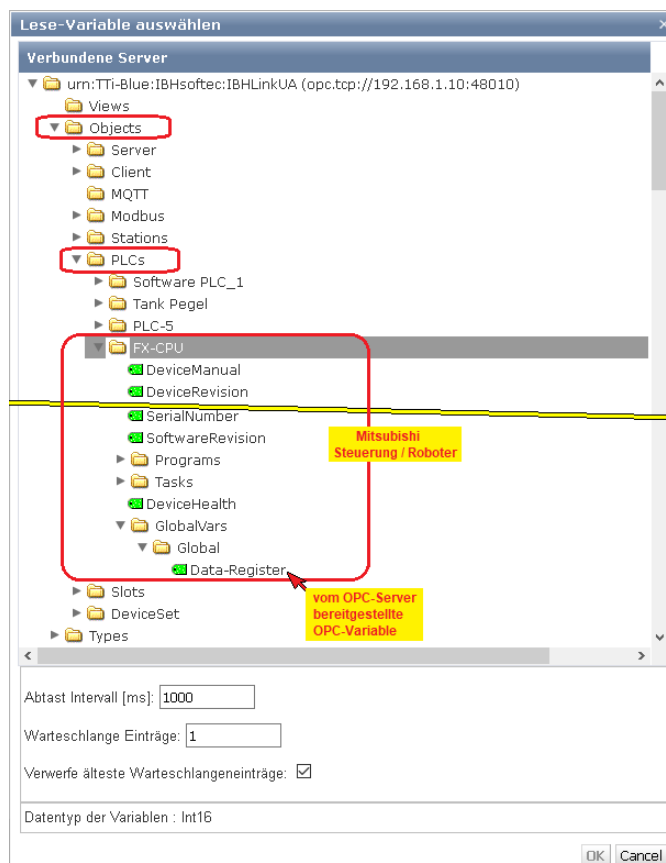 Lese-Variable auswählen
Verbundene Server
urn:TTi-Blue:IBHsoftec:IBHLinkUA (opc.tcp://192.168.1.10:48010)
Views
Objects
Server
Client
MQTT
Modbus
Stations
PLCs
Software PLC_1
Tank Pegel
PLC-5
FX-CPU
DeviceManual
DeviceRevision
SerialNumber
SoftwareRevision
Mitsubishi
Steuerung / Roboter
Programs
Tasks
DeviceHealth
GlobalVars
Global
Data-Register
Slots
DeviceSet
Types
vom OPC-Server
bereitgestellte
OPC-Variable
Abtast Intervall [ms]: 1000
Warteschlange Einträge: 1
Verwerfe älteste Warteschlangeneinträge:
Datentyp der Variablen : Int16
OK Cancel